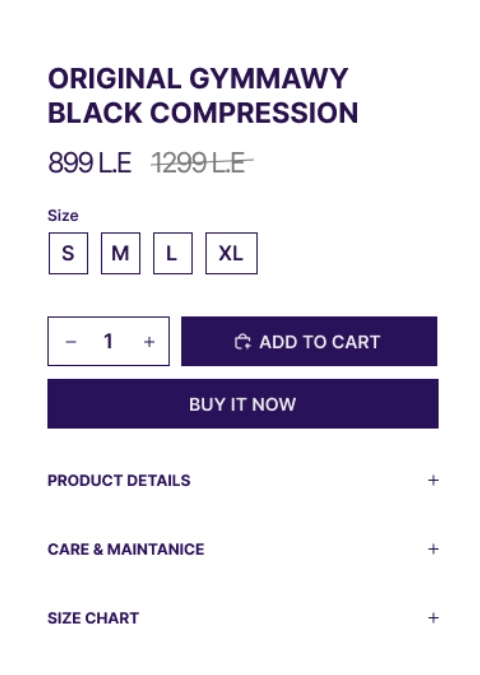 ORIGINAL GYMMAWY
BLACK COMPRESSION
899 L.E 1299 L.E
Size
S M L XL
− 1 + ADD TO CART
BUY IT NOW
PRODUCT DETAILS +
CARE & MAINTANICE +
SIZE CHART +